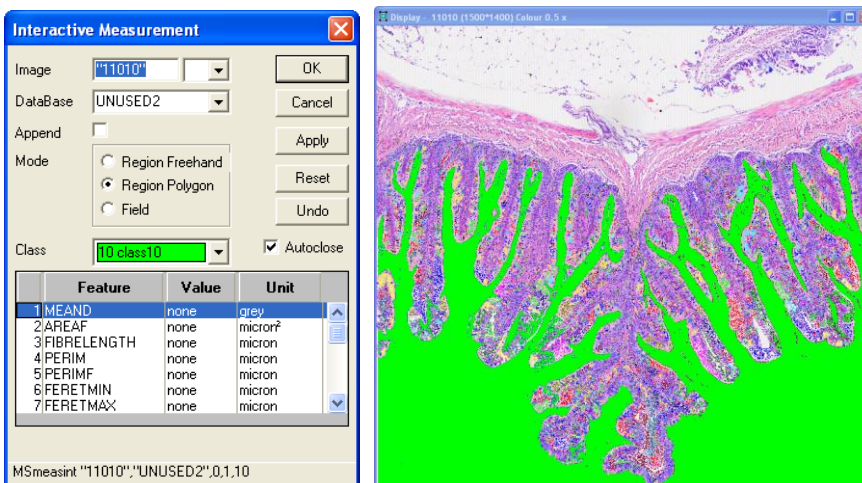 Interactive Measurement
Image "11010" OK
DataBase UNUSED2 Cancel
Append Apply
Mode Region Freehand
Region Polygon Reset
Field Undo
Class 10 class10 Autoclose
Feature Value Unit
1 MEAND none grey
2 AREAF none micron²
3 FIBRELENGTH none micron
4 PERIM none micron
5 PERIMF none micron
6 FERETMIN none micron
7 FERETMAX none micron
MSmeasint "11010","UNUSED2",0,1,10
Display - 11010 (1500*1400) Colour 0.5 x